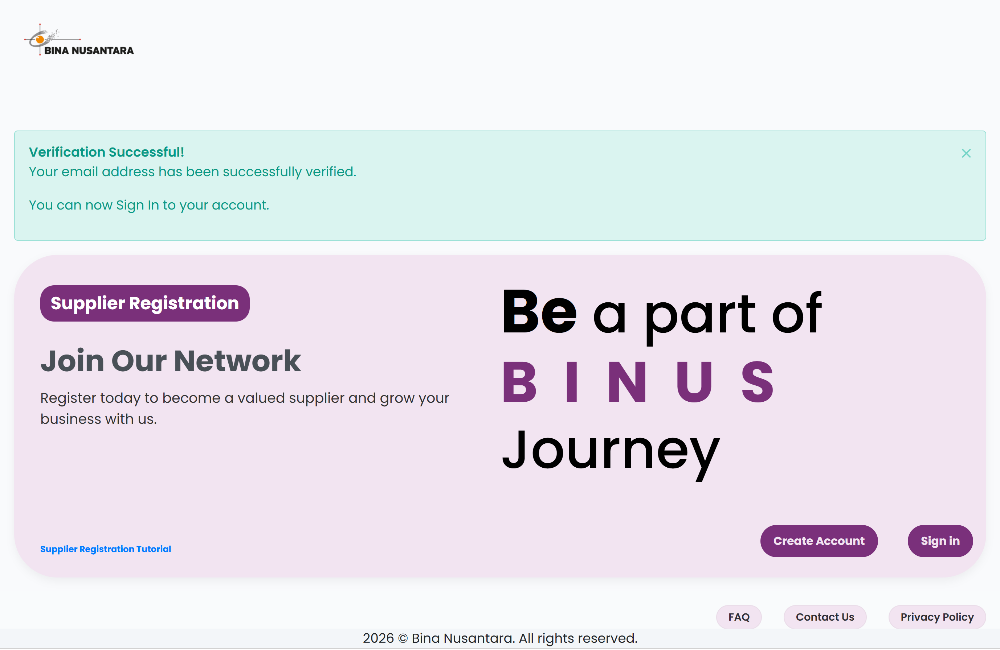 BINA NUSANTARA
Verification Successful!
Your email address has been successfully verified.
You can now Sign In to your account.
Supplier Registration
Join Our Network
Register today to become a valued supplier and grow your
business with us.
Supplier Registration Tutorial
Be a part of
BINUS
Journey
Create Account
Sign in
FAQ
Contact Us
Privacy Policy
2026 © Bina Nusantara. All rights reserved.